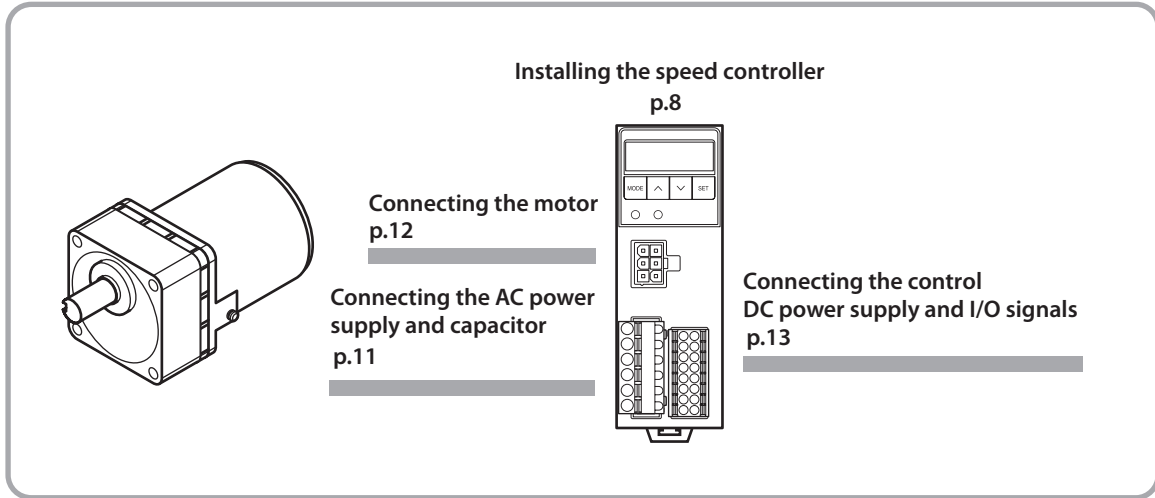 Installing the speed controller
p.8
MODE
SET
Connecting the motor
p.12
Connecting the AC power
supply and capacitor
p.11
Connecting the control
DC power supply and I/O signals
p.13